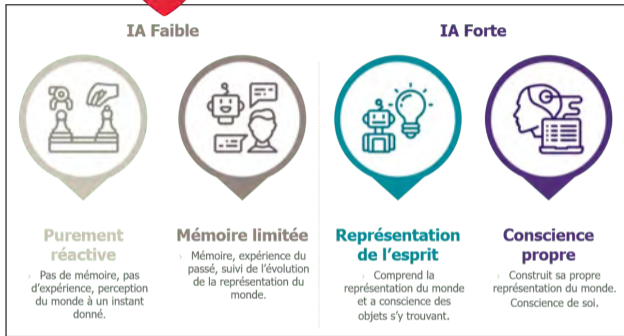 IA Faible
IA Forte
Purement
réactive
› Pas de mémoire, pas
d'expérience, perception
du monde à un instant
donné.
Mémoire limitée
› Mémoire, expérience du
passé, suivi de l'évolution
de la représentation du
monde.
Représentation
de l'esprit
› Comprend la
représentation du monde
et a conscience des
objets s'y trouvant.
Conscience
propre
› Construit sa propre
représentation du monde.
Conscience de soi.